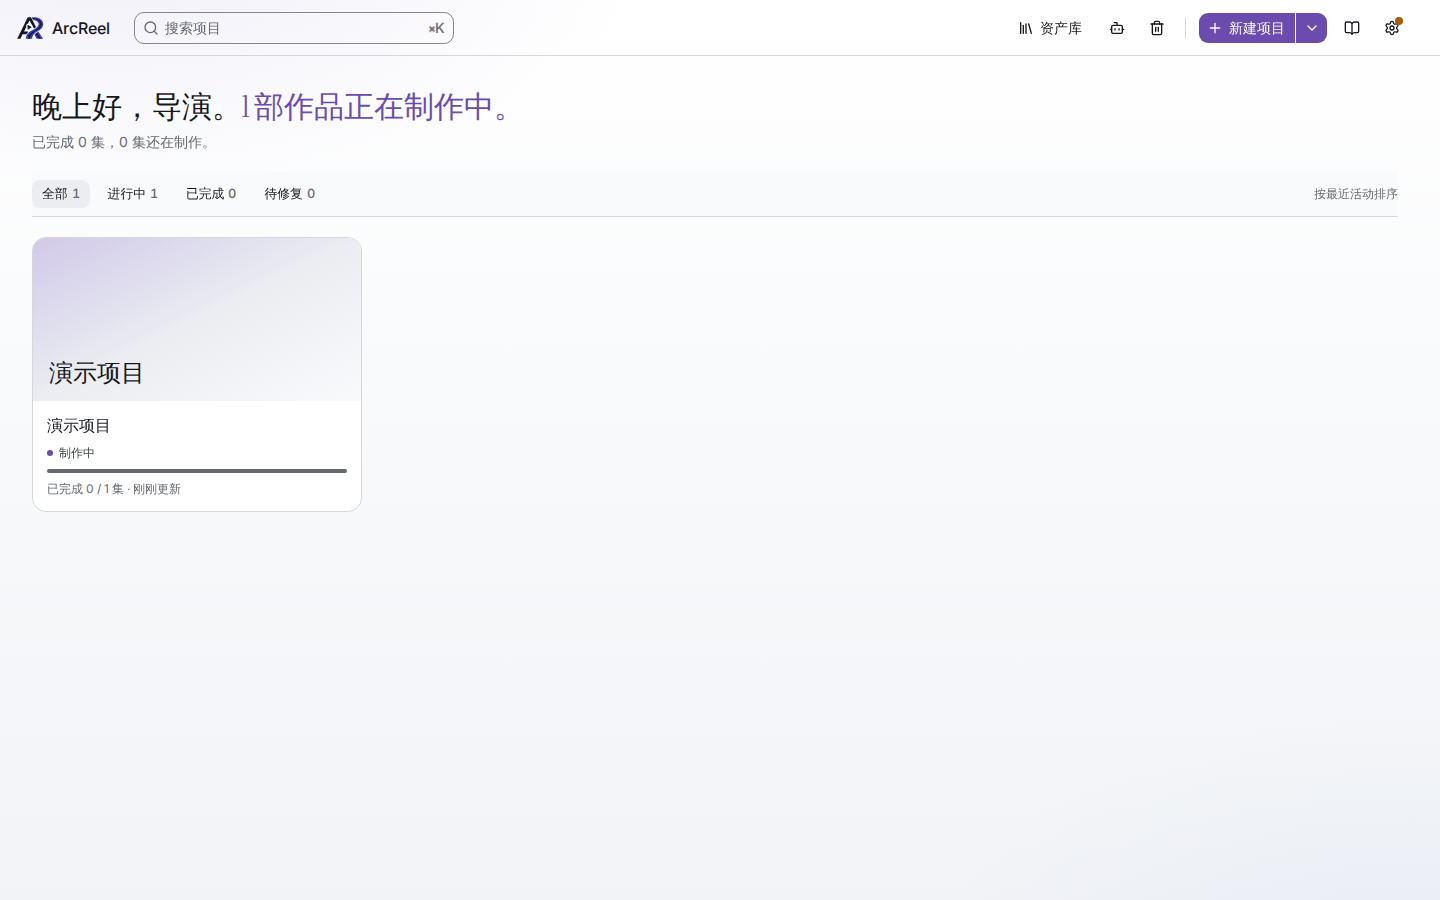 ArcReel
搜索项目
⌘K
资产库
新建项目
晚上好，导演。1部作品正在制作中。
已完成 0 集，0 集还在制作。
全部 1
进行中 1
已完成 0
待修复 0
按最近活动排序
演示项目
演示项目
制作中
已完成 0 / 1 集 · 刚刚更新